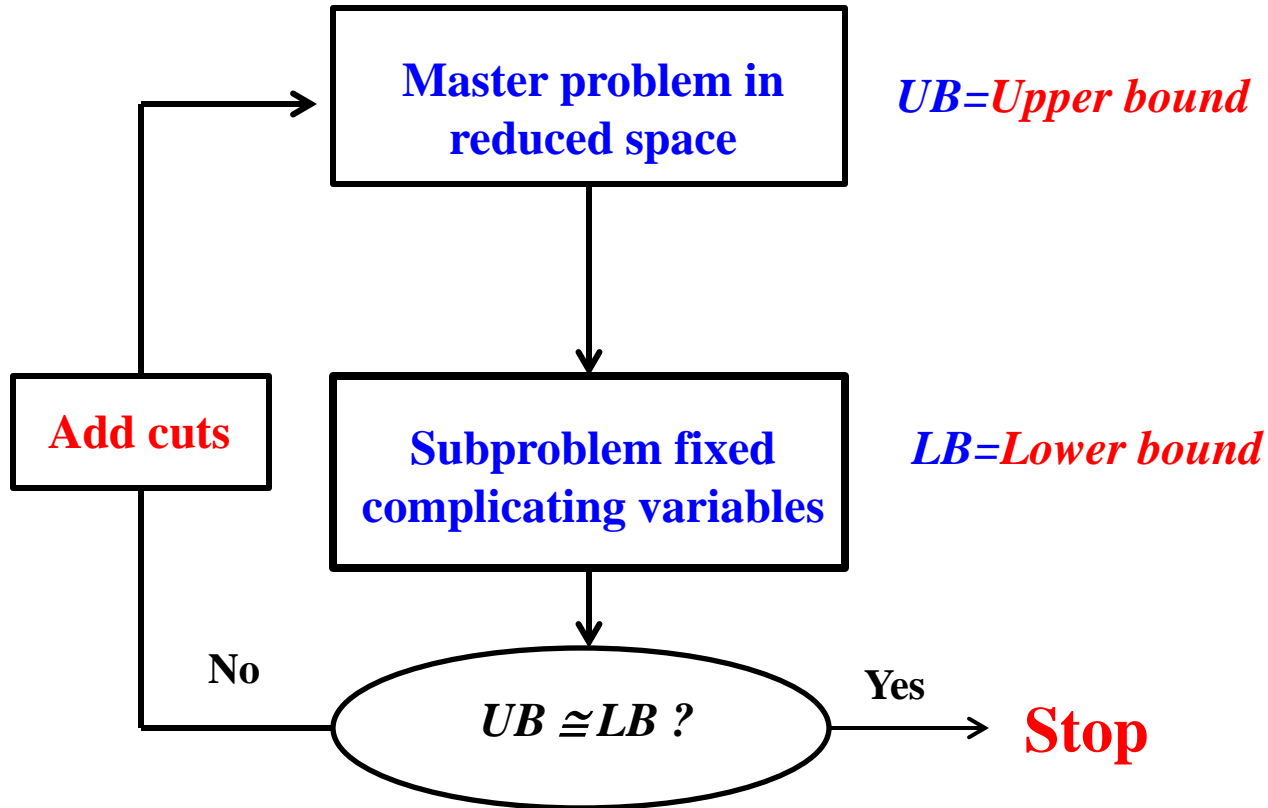 Master problem in
reduced space
UB=Upper bound
Add cuts
Subproblem fixed
complicating variables
LB=Lower bound
No
UB ≅ LB ?
Yes
Stop